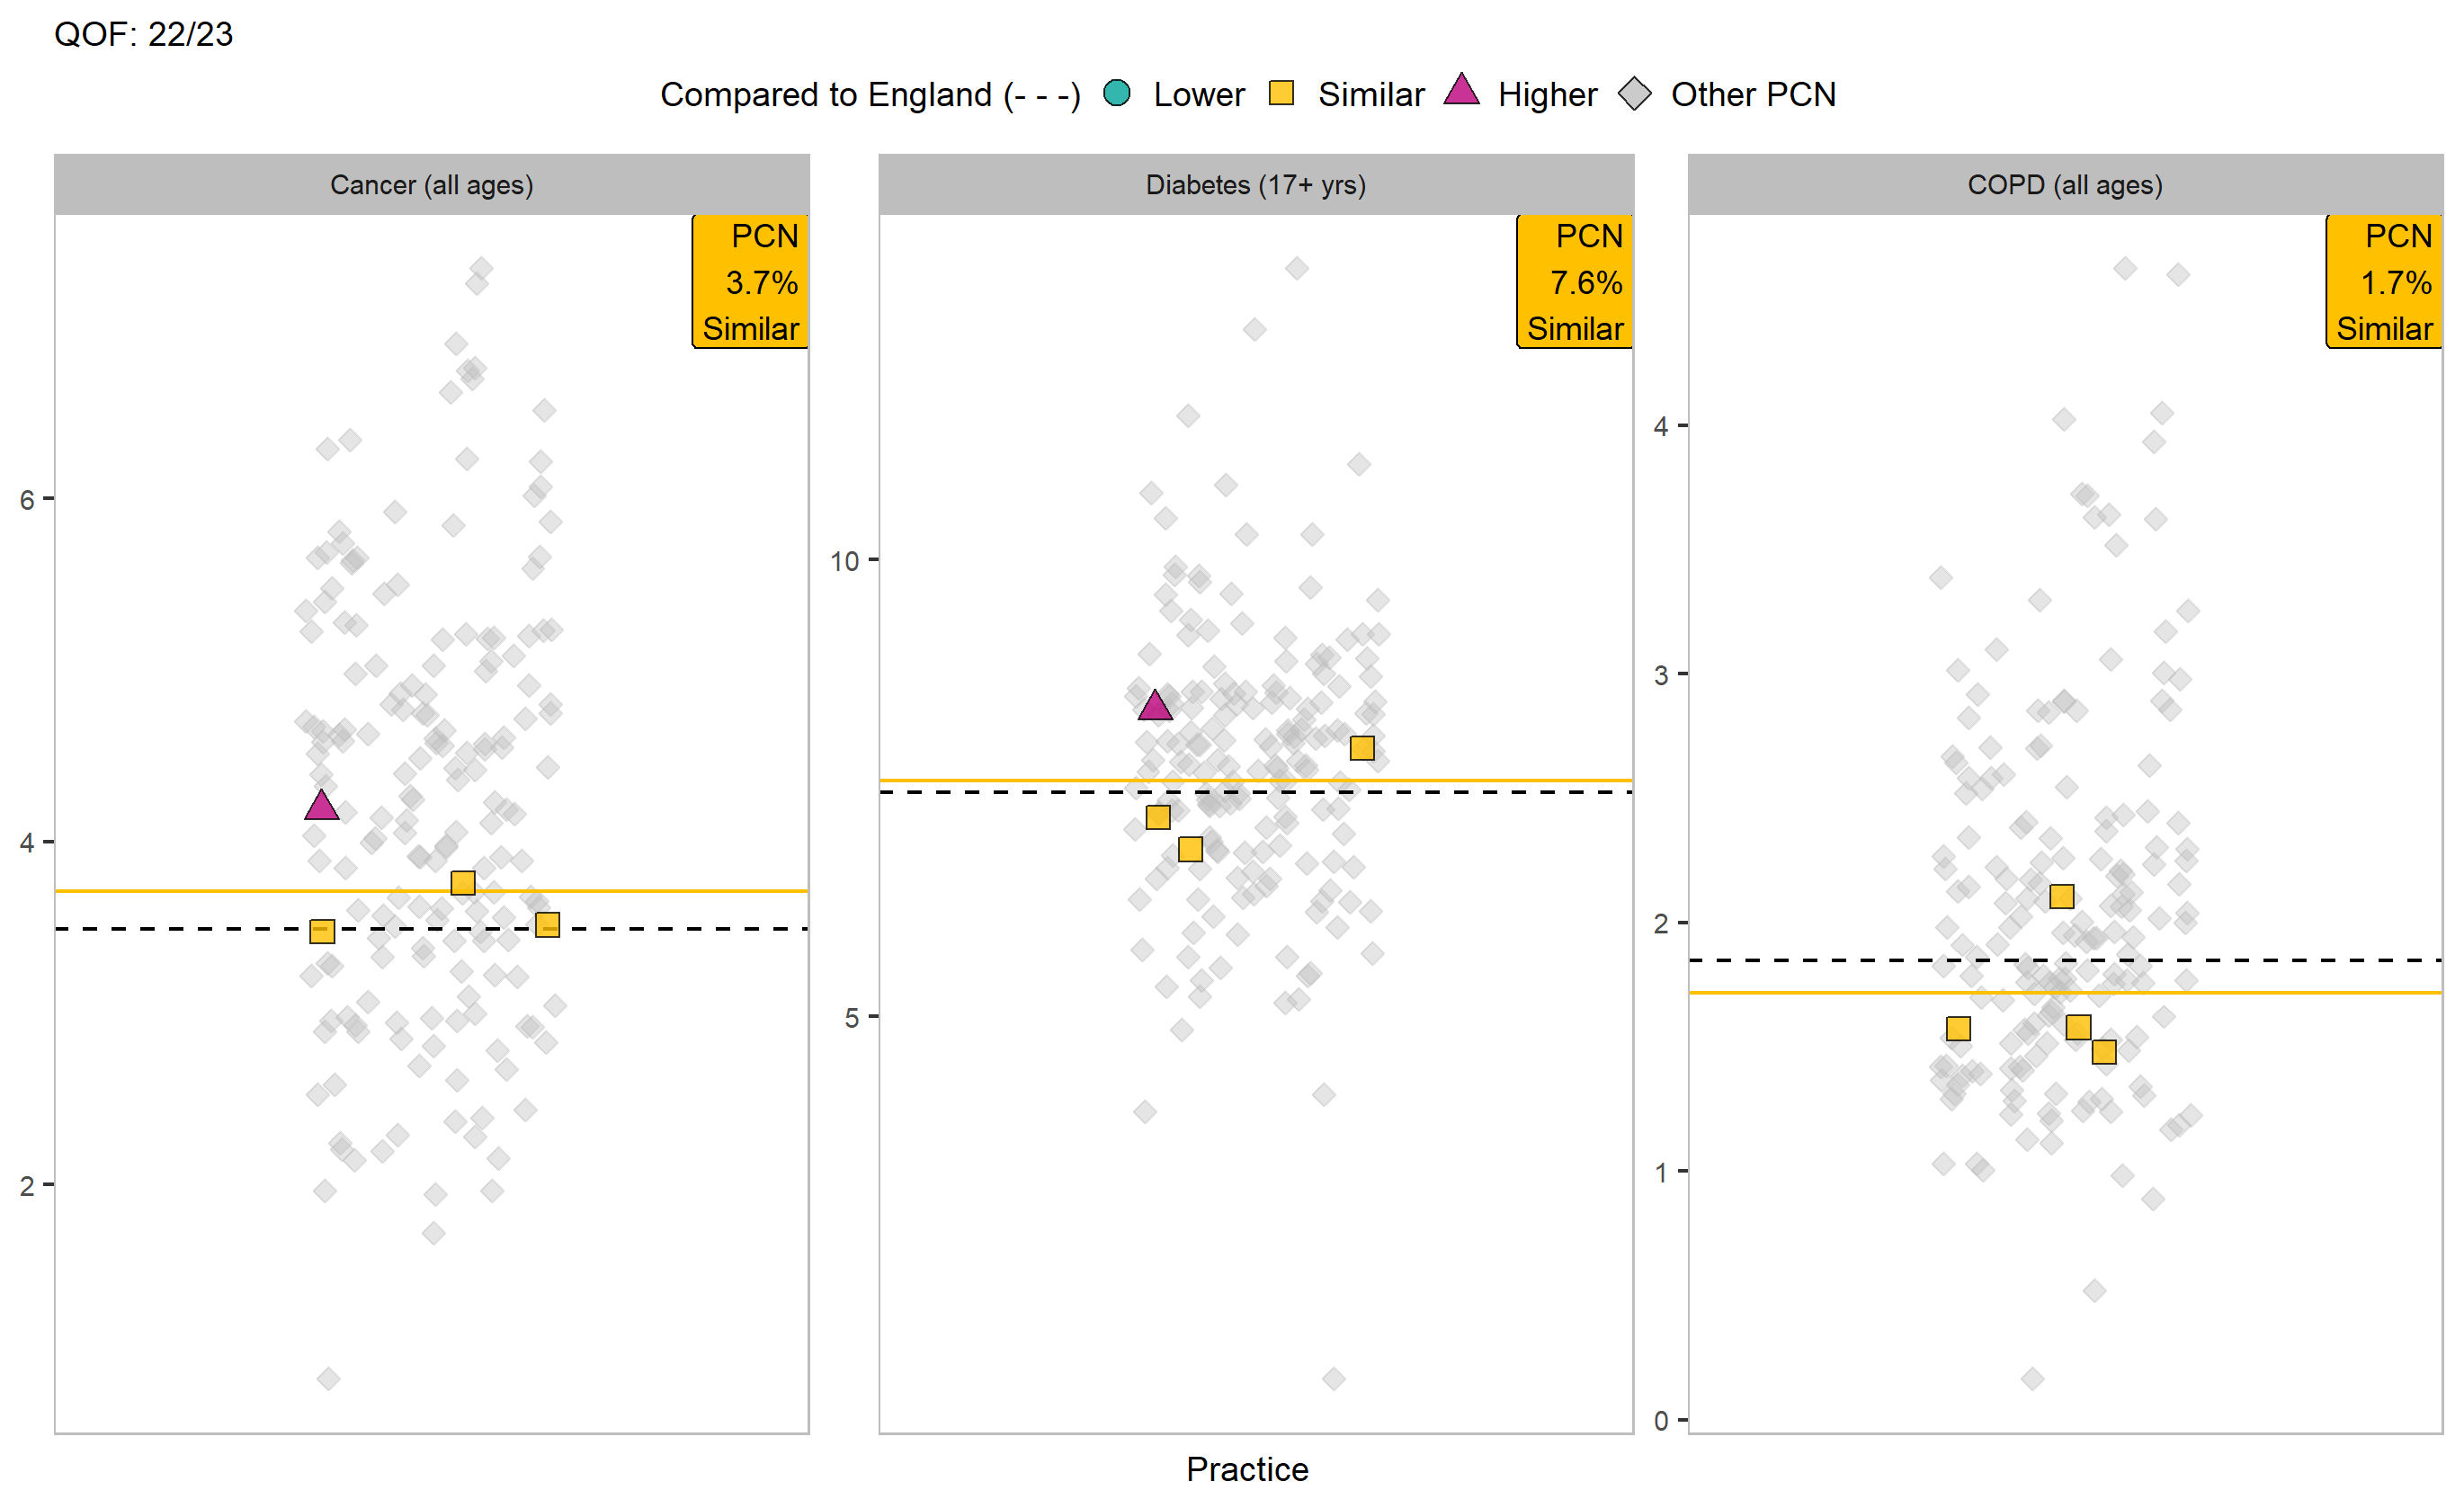 QOF: 22/23
Compared to England (- - -) Lower Similar Higher Other PCN
Cancer (all ages)
PCN
3.7%
Similar
6
4
2
Diabetes (17+ yrs)
PCN
7.6%
Similar
10
5
COPD (all ages)
PCN
1.7%
Similar
4
3
2
1
0
Practice